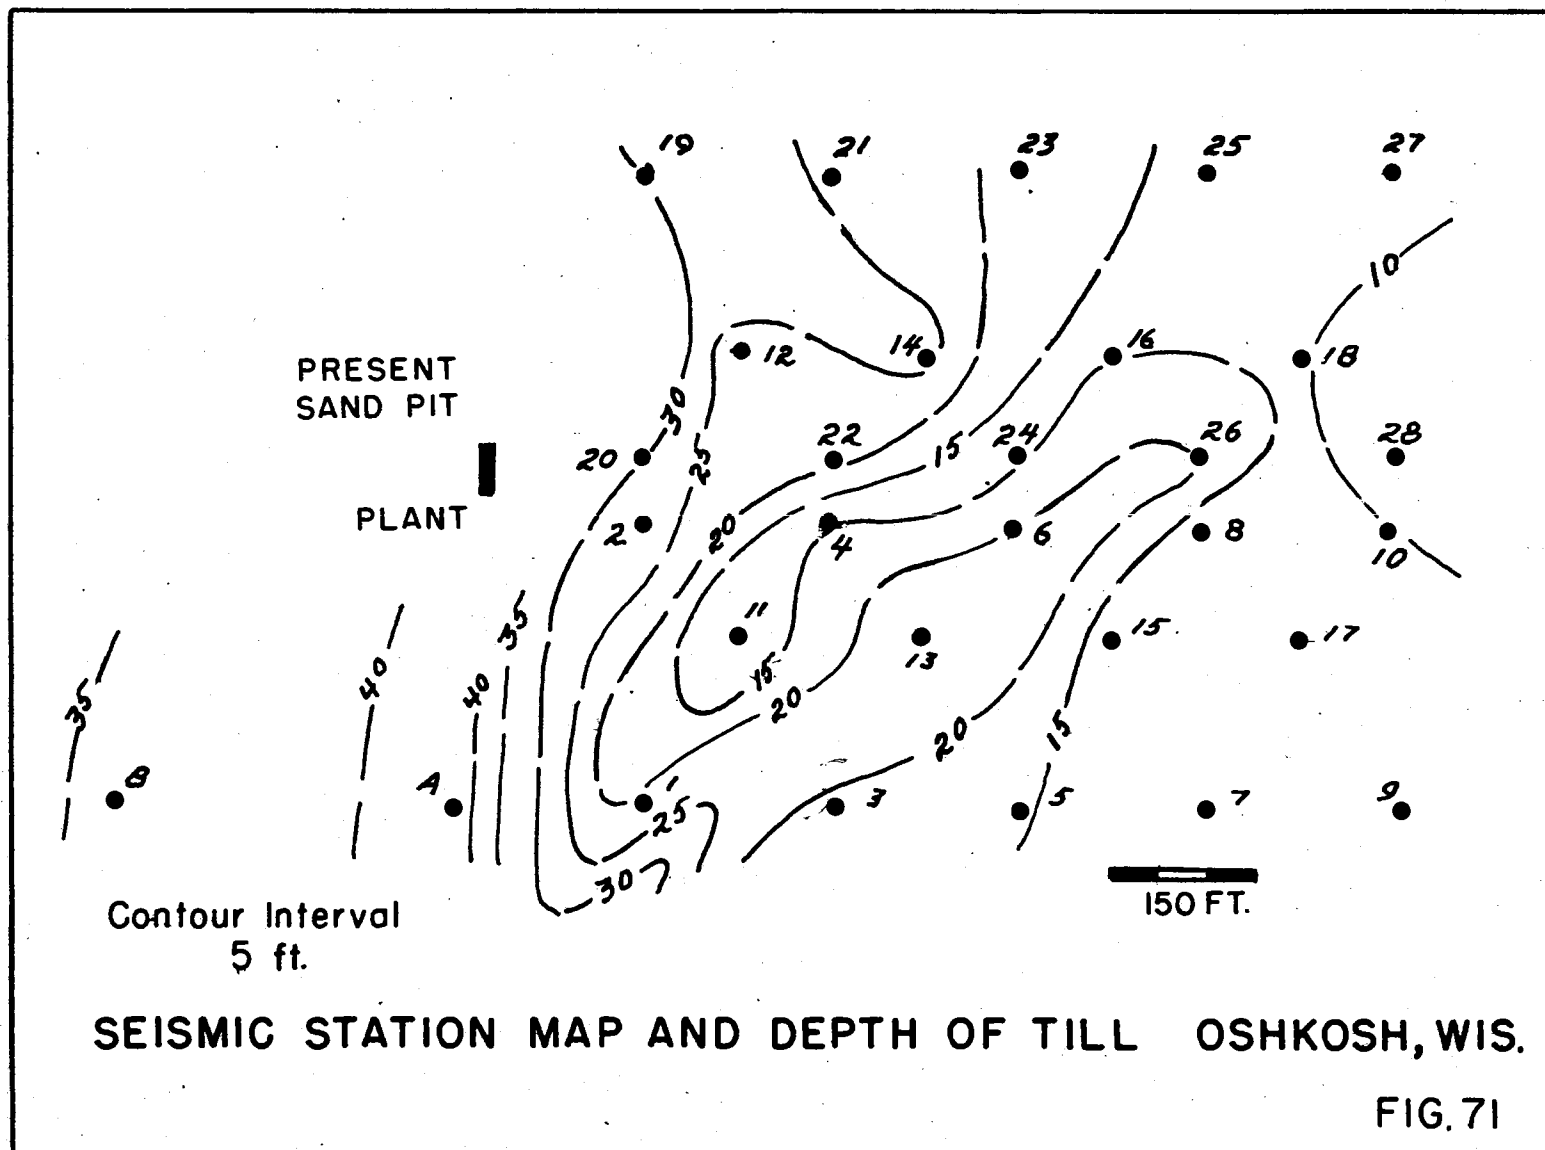 19 21 23 25 27
10
PRESENT
SAND PIT
12 14 16 18
30
20 25 22 15 24 26 28
PLANT
2 20 4 6 8 10
11 13 15 17
35 40 40 35 15 20 20 15
B A 1 3 5 7 9
25
30
150 FT.
Contour Interval
5 ft.
SEISMIC STATION MAP AND DEPTH OF TILL OSHKOSH, WIS.
FIG. 71